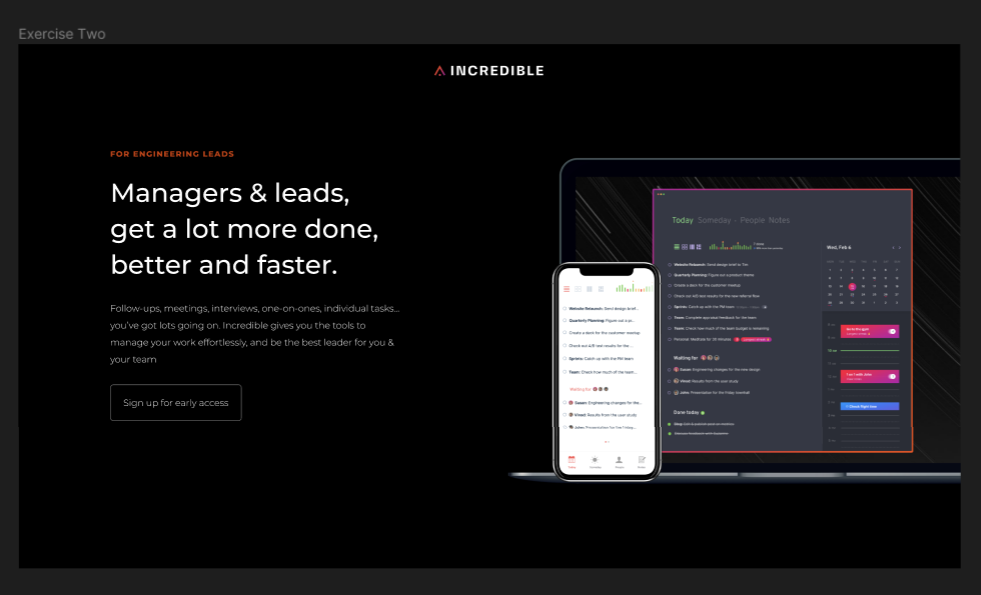 Exercise Two
INCREDIBLE
FOR ENGINEERING LEADS
Managers & leads,
get a lot more done,
better and faster.
Follow-ups, meetings, interviews, one-on-ones, individual tasks...
you've got lots going on. Incredible gives you the tools to
manage your work effortlessly, and be the best leader for you &
your team
Sign up for early access
Today Someday - People Notes
Wed, Feb 6
Website Relaunch: Send design brief to Tim
Quarterly Planning: Figure out a product theme
Create a deck for the customer meetup
Check out A/B test results for the new referral flow
Sprints: Catch up with the PM team
Team: Complete appraisal feedback for the team
Team: Check how much of the team budget is remaining
Personal: Meditate for 20 minutes
Waiting for
Susan: Engineering changes for the new design
Vinod: Results from the user study
John: Presentation for the Friday townhall
Done today
Website Relaunch: Send design brief...
Quarterly Planning: Figure out a pr...
Create a deck for the customer meetup
Check out A/B test results for the ...
Sprints: Catch up with the PM team
Team: Check how much of the team...
Waiting for
Susan: Engineering changes for the...
Vinod: Results from the user study
John: Presentation for the Friday...